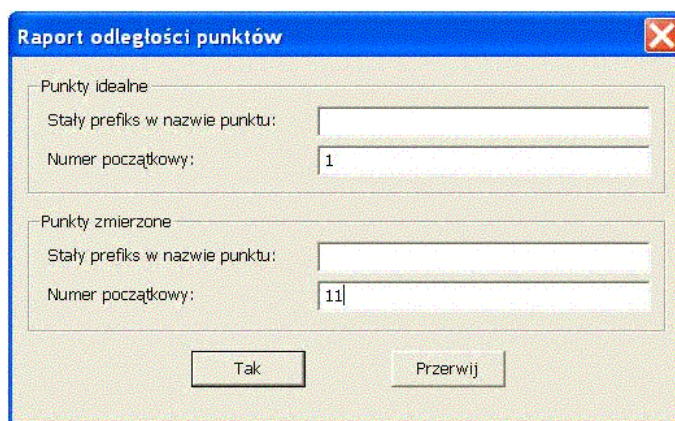 Raport odległości punktów
Punkty idealne
Stały prefiks w nazwie punktu:
Numer początkowy: 1
Punkty zmierzone
Stały prefiks w nazwie punktu:
Numer początkowy: 11
Tak Przerwij